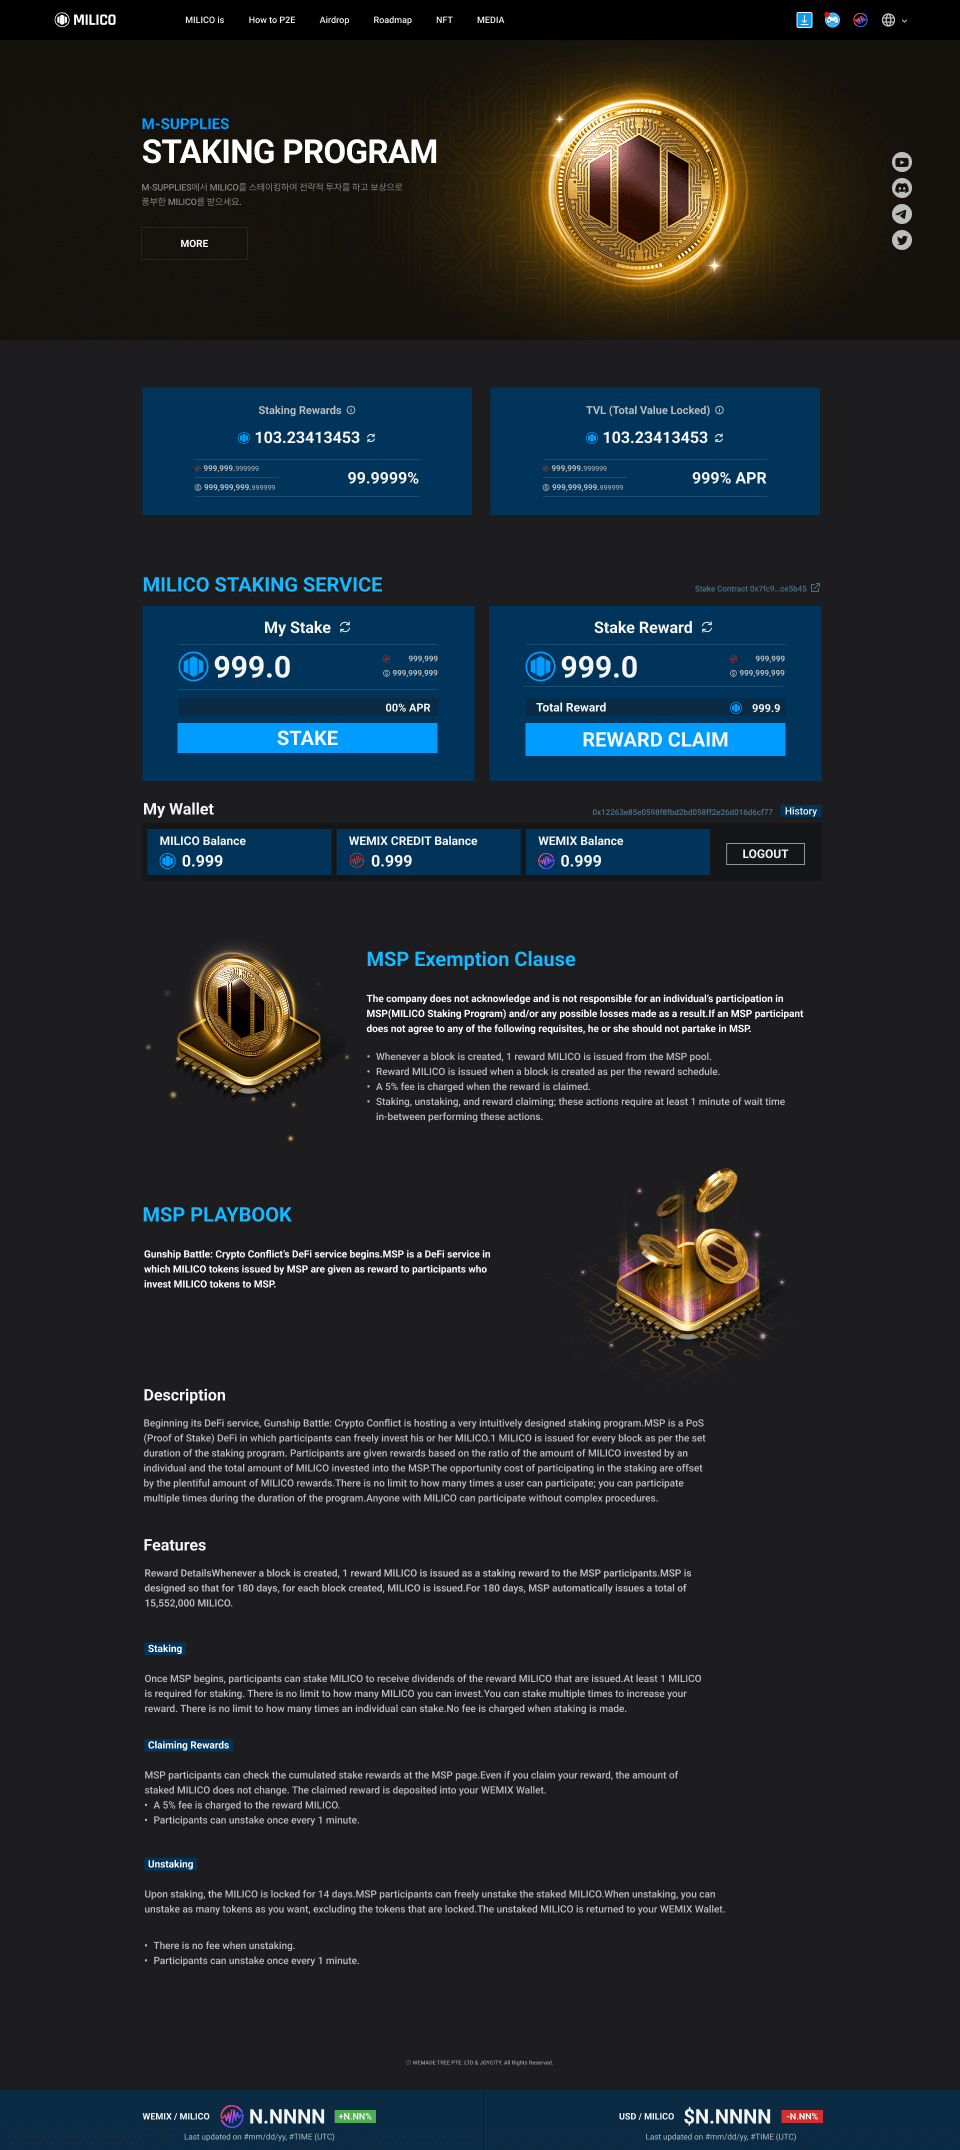 MILICO
MILICO is
How to P2E
Airdrop
Roadmap
NFT
MEDIA
M-SUPPLIES
STAKING PROGRAM
M-SUPPLIES에서 MILICO를 스테이킹하여 전략적 투자를 하고 보상으로
풍부한 MILICO를 받으세요.
MORE
Staking Rewards
103.23413453
999,999.999999
999,999,999.999999
99.9999%
TVL (Total Value Locked)
103.23413453
999,999.999999
999,999,999.999999
999% APR
MILICO STAKING SERVICE
Stake Contract 0x7fc9...ce5b45
My Stake
999.0
999,999
999,999,999
00% APR
STAKE
Stake Reward
999.0
999,999
999,999,999
Total Reward
999.9
REWARD CLAIM
My Wallet
0x12263e85e0598f8fbd2bd058ff2e26d016d6cf77
History
MILICO Balance
0.999
WEMIX CREDIT Balance
0.999
WEMIX Balance
0.999
LOGOUT
MSP Exemption Clause
The company does not acknowledge and is not responsible for an individual's participation in
MSP(MILICO Staking Program) and/or any possible losses made as a result.If an MSP participant
does not agree to any of the following requisites, he or she should not partake in MSP.
• Whenever a block is created, 1 reward MILICO is issued from the MSP pool.
• Reward MILICO is issued when a block is created as per the reward schedule.
• A 5% fee is charged when the reward is claimed.
• Staking, unstaking, and reward claiming; these actions require at least 1 minute of wait time
in-between performing these actions.
MSP PLAYBOOK
Gunship Battle: Crypto Conflict's DeFi service begins.MSP is a DeFi service in
which MILICO tokens issued by MSP are given as reward to participants who
invest MILICO tokens to MSP.
Description
Beginning its DeFi service, Gunship Battle: Crypto Conflict is hosting a very intuitively designed staking program.MSP is a PoS
(Proof of Stake) DeFi in which participants can freely invest his or her MILICO.1 MILICO is issued for every block as per the set
duration of the staking program. Participants are given rewards based on the ratio of the amount of MILICO invested by an
individual and the total amount of MILICO invested into the MSP.The opportunity cost of participating in the staking are offset
by the plentiful amount of MILICO rewards.There is no limit to how many times a user can participate; you can participate
multiple times during the duration of the program.Anyone with MILICO can participate without complex procedures.
Features
Reward DetailsWhenever a block is created, 1 reward MILICO is issued as a staking reward to the MSP participants.MSP is
designed so that for 180 days, for each block created, MILICO is issued.For 180 days, MSP automatically issues a total of
15,552,000 MILICO.
Staking
Once MSP begins, participants can stake MILICO to receive dividends of the reward MILICO that are issued.At least 1 MILICO
is required for staking. There is no limit to how many MILICO you can invest.You can stake multiple times to increase your
reward. There is no limit to how many times an individual can stake.No fee is charged when staking is made.
Claiming Rewards
MSP participants can check the cumulated stake rewards at the MSP page.Even if you claim your reward, the amount of
staked MILICO does not change. The claimed reward is deposited into your WEMIX Wallet.
• A 5% fee is charged to the reward MILICO.
• Participants can unstake once every 1 minute.
Unstaking
Upon staking, the MILICO is locked for 14 days.MSP participants can freely unstake the staked MILICO.When unstaking, you can
unstake as many tokens as you want, excluding the tokens that are locked.The unstaked MILICO is returned to your WEMIX Wallet.
• There is no fee when unstaking.
• Participants can unstake once every 1 minute.
ⓒ WEMADE TREE PTE. LTD & JOYCITY. All Rights Reserved.
WEMIX / MILICO
N.NNNN
+N.NN%
Last updated on #mm/dd/yy, #TIME (UTC)
USD / MILICO
$N.NNNN
-N.NN%
Last updated on #mm/dd/yy, #TIME (UTC)